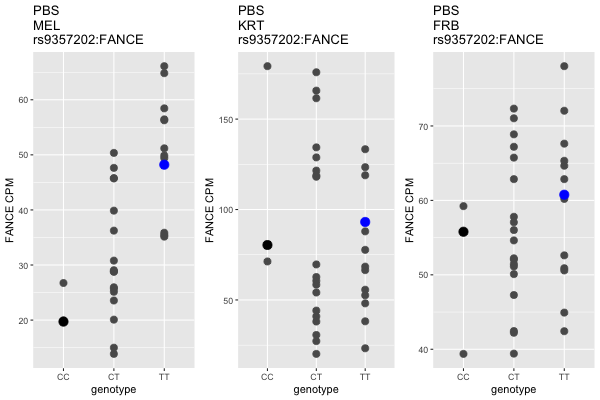 PBS
MEL
rs9357202:FANCE
FANCE CPM
60
50
40
30
20
CC
CT
TT
genotype
PBS
KRT
rs9357202:FANCE
FANCE CPM
150
100
50
CC
CT
TT
genotype
PBS
FRB
rs9357202:FANCE
FANCE CPM
70
60
50
40
CC
CT
TT
genotype